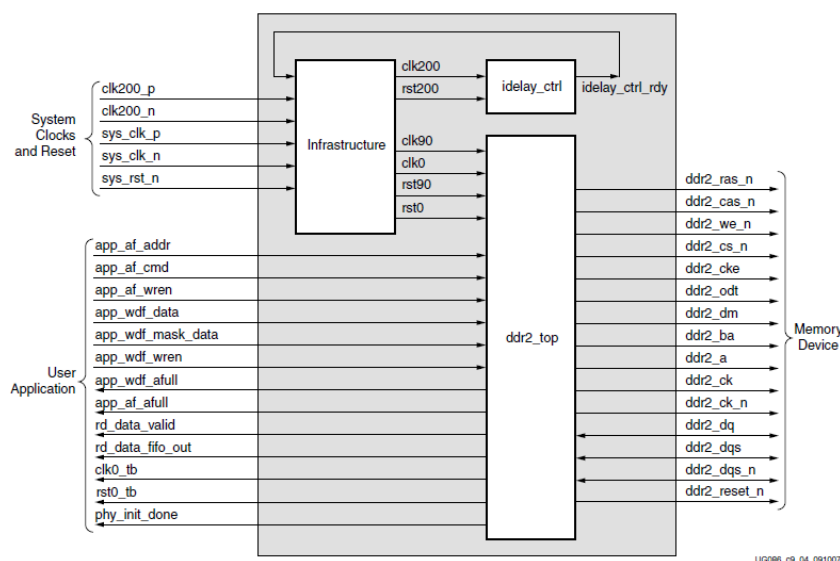 System
Clocks
and Reset
clk200_p
clk200_n
sys_clk_p
sys_clk_n
sys_rst_n
Infrastructure
clk200
rst200
idelay_ctrl
idelay_ctrl_rdy
clk90
clk0
rst90
rst0
User
Application
app_af_addr
app_af_cmd
app_af_wren
app_wdf_data
app_wdf_mask_data
app_wdf_wren
app_wdf_afull
app_af_afull
rd_data_valid
rd_data_fifo_out
clk0_tb
rst0_tb
phy_init_done
ddr2_top
ddr2_ras_n
ddr2_cas_n
ddr2_we_n
ddr2_cs_n
ddr2_cke
ddr2_odt
ddr2_dm
ddr2_ba
ddr2_a
ddr2_ck
ddr2_ck_n
ddr2_dq
ddr2_dqs
ddr2_dqs_n
ddr2_reset_n
Memory
Device
UG086_c9_04_091007